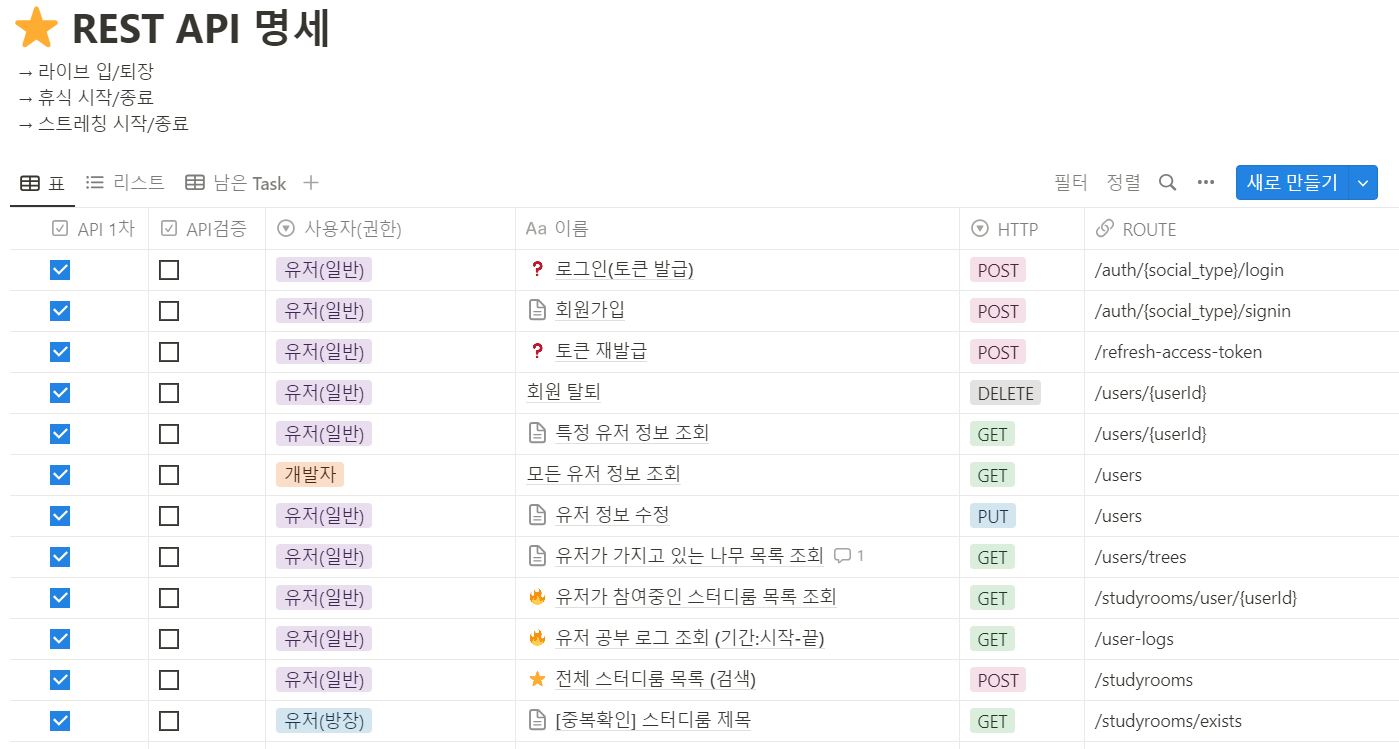 REST API 명세
→ 라이브 입/퇴장
→ 휴식 시작/종료
→ 스트레칭 시작/종료
표 리스트 남은 Task 필터 정렬 새로 만들기
API 1차 API검증 사용자(권한) Aa 이름 HTTP ROUTE
유저(일반) ❓ 로그인(토큰 발급) POST /auth/{social_type}/login
유저(일반) 회원가입 POST /auth/{social_type}/signin
유저(일반) ❓ 토큰 재발급 POST /refresh-access-token
유저(일반) 회원 탈퇴 DELETE /users/{userId}
유저(일반) 특정 유저 정보 조회 GET /users/{userId}
개발자 모든 유저 정보 조회 GET /users
유저(일반) 유저 정보 수정 PUT /users
유저(일반) 유저가 가지고 있는 나무 목록 조회 1 GET /users/trees
유저(일반) 유저가 참여중인 스터디룸 목록 조회 GET /studyrooms/user/{userId}
유저(일반) 유저 공부 로그 조회 (기간:시작-끝) GET /user-logs
유저(일반) 전체 스터디룸 목록 (검색) POST /studyrooms
유저(방장) [중복확인] 스터디룸 제목 GET /studyrooms/exists